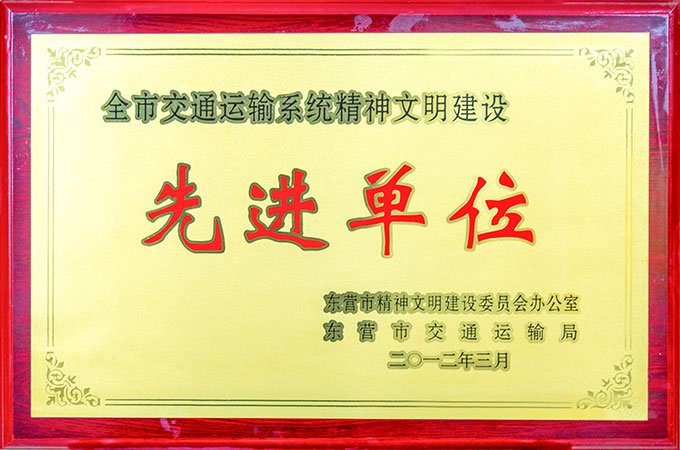 全市交通运输系统精神文明建设
先进单位
东营市精神文明建设委员会办公室
东营市交通运输局
二〇一二年三月